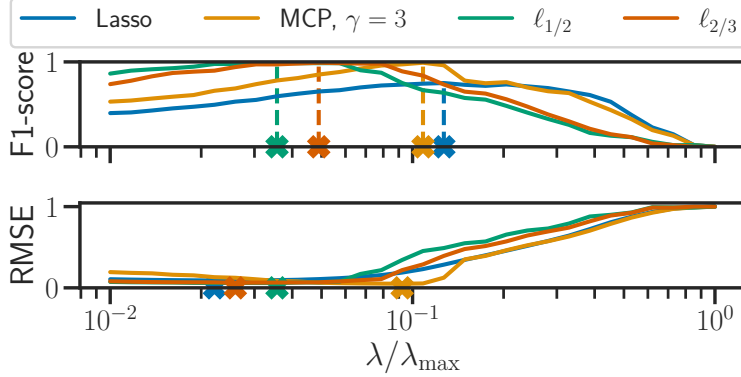 Lasso MCP, γ = 3 ℓ1/2 ℓ2/3
1
F1-score
0
1
RMSE
0
10⁻² 10⁻¹ 10⁰
λ/λmax